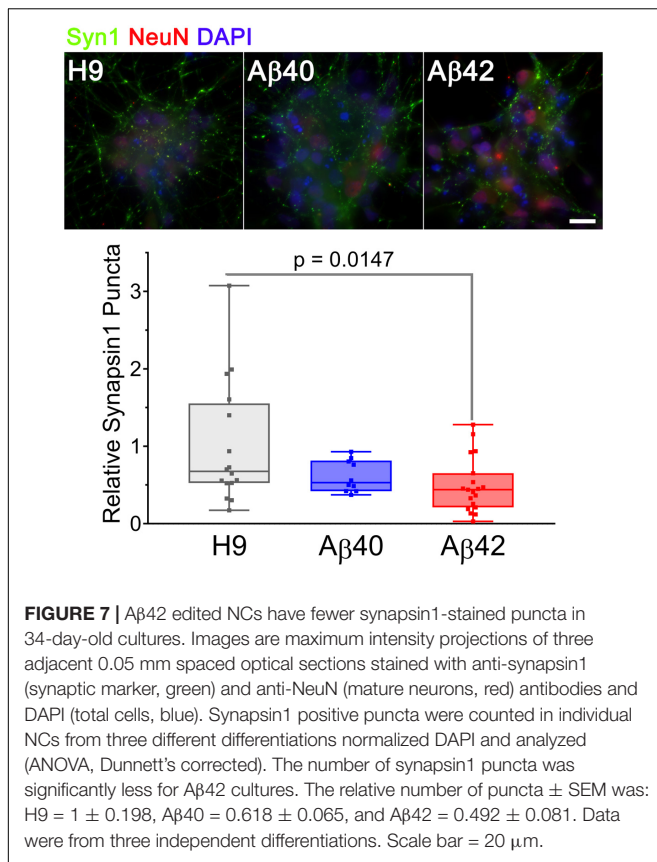 Syn1 NeuN DAPI
H9 Aβ40 Aβ42
p = 0.0147
Relative Synapsin1 Puncta
3
2
1
0
H9 Aβ40 Aβ42
FIGURE 7 | Aβ42 edited NCs have fewer synapsin1-stained puncta in
34-day-old cultures. Images are maximum intensity projections of three
adjacent 0.05 mm spaced optical sections stained with anti-synapsin1
(synaptic marker, green) and anti-NeuN (mature neurons, red) antibodies and
DAPI (total cells, blue). Synapsin1 positive puncta were counted in individual
NCs from three different differentiations normalized DAPI and analyzed
(ANOVA, Dunnett's corrected). The number of synapsin1 puncta was
significantly less for Aβ42 cultures. The relative number of puncta ± SEM was:
H9 = 1 ± 0.198, Aβ40 = 0.618 ± 0.065, and Aβ42 = 0.492 ± 0.081. Data
were from three independent differentiations. Scale bar = 20 μm.